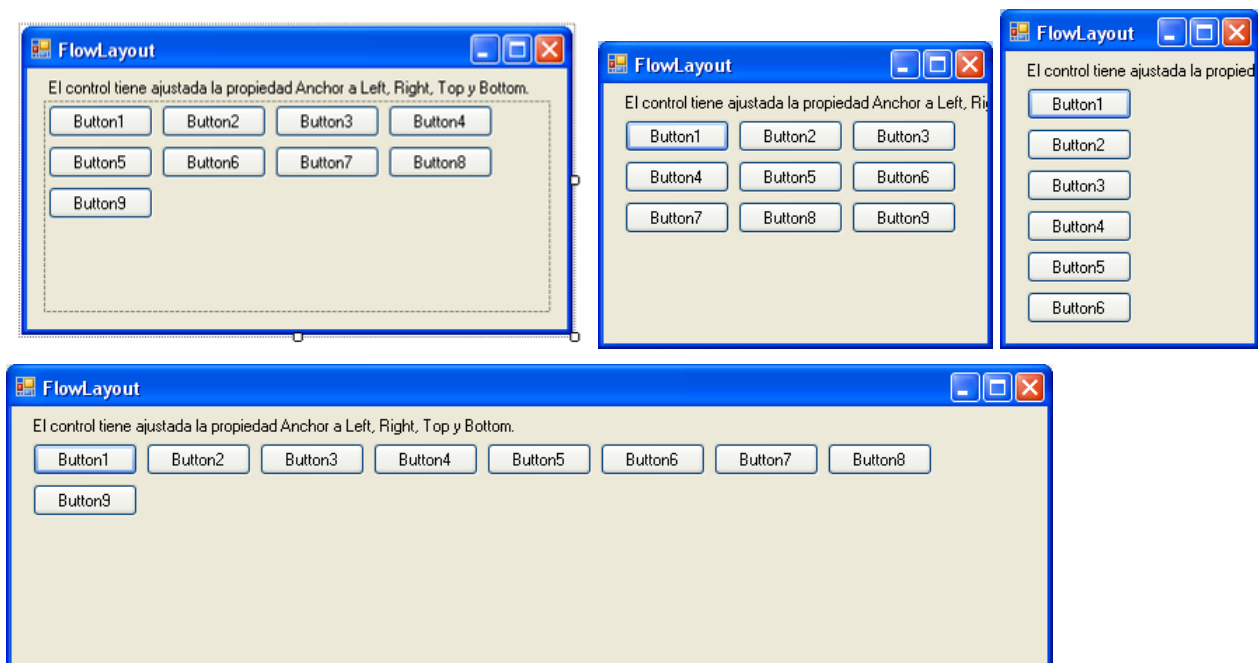 FlowLayout
El control tiene ajustada la propiedad Anchor a Left, Right, Top y Bottom.
Button1 Button2 Button3 Button4
Button5 Button6 Button7 Button8
Button9
FlowLayout
El control tiene ajustada la propiedad Anchor a Left, Rig
Button1 Button2 Button3
Button4 Button5 Button6
Button7 Button8 Button9
FlowLayout
El control tiene ajustada la propied
Button1
Button2
Button3
Button4
Button5
Button6
FlowLayout
El control tiene ajustada la propiedad Anchor a Left, Right, Top y Bottom.
Button1 Button2 Button3 Button4 Button5 Button6 Button7 Button8
Button9